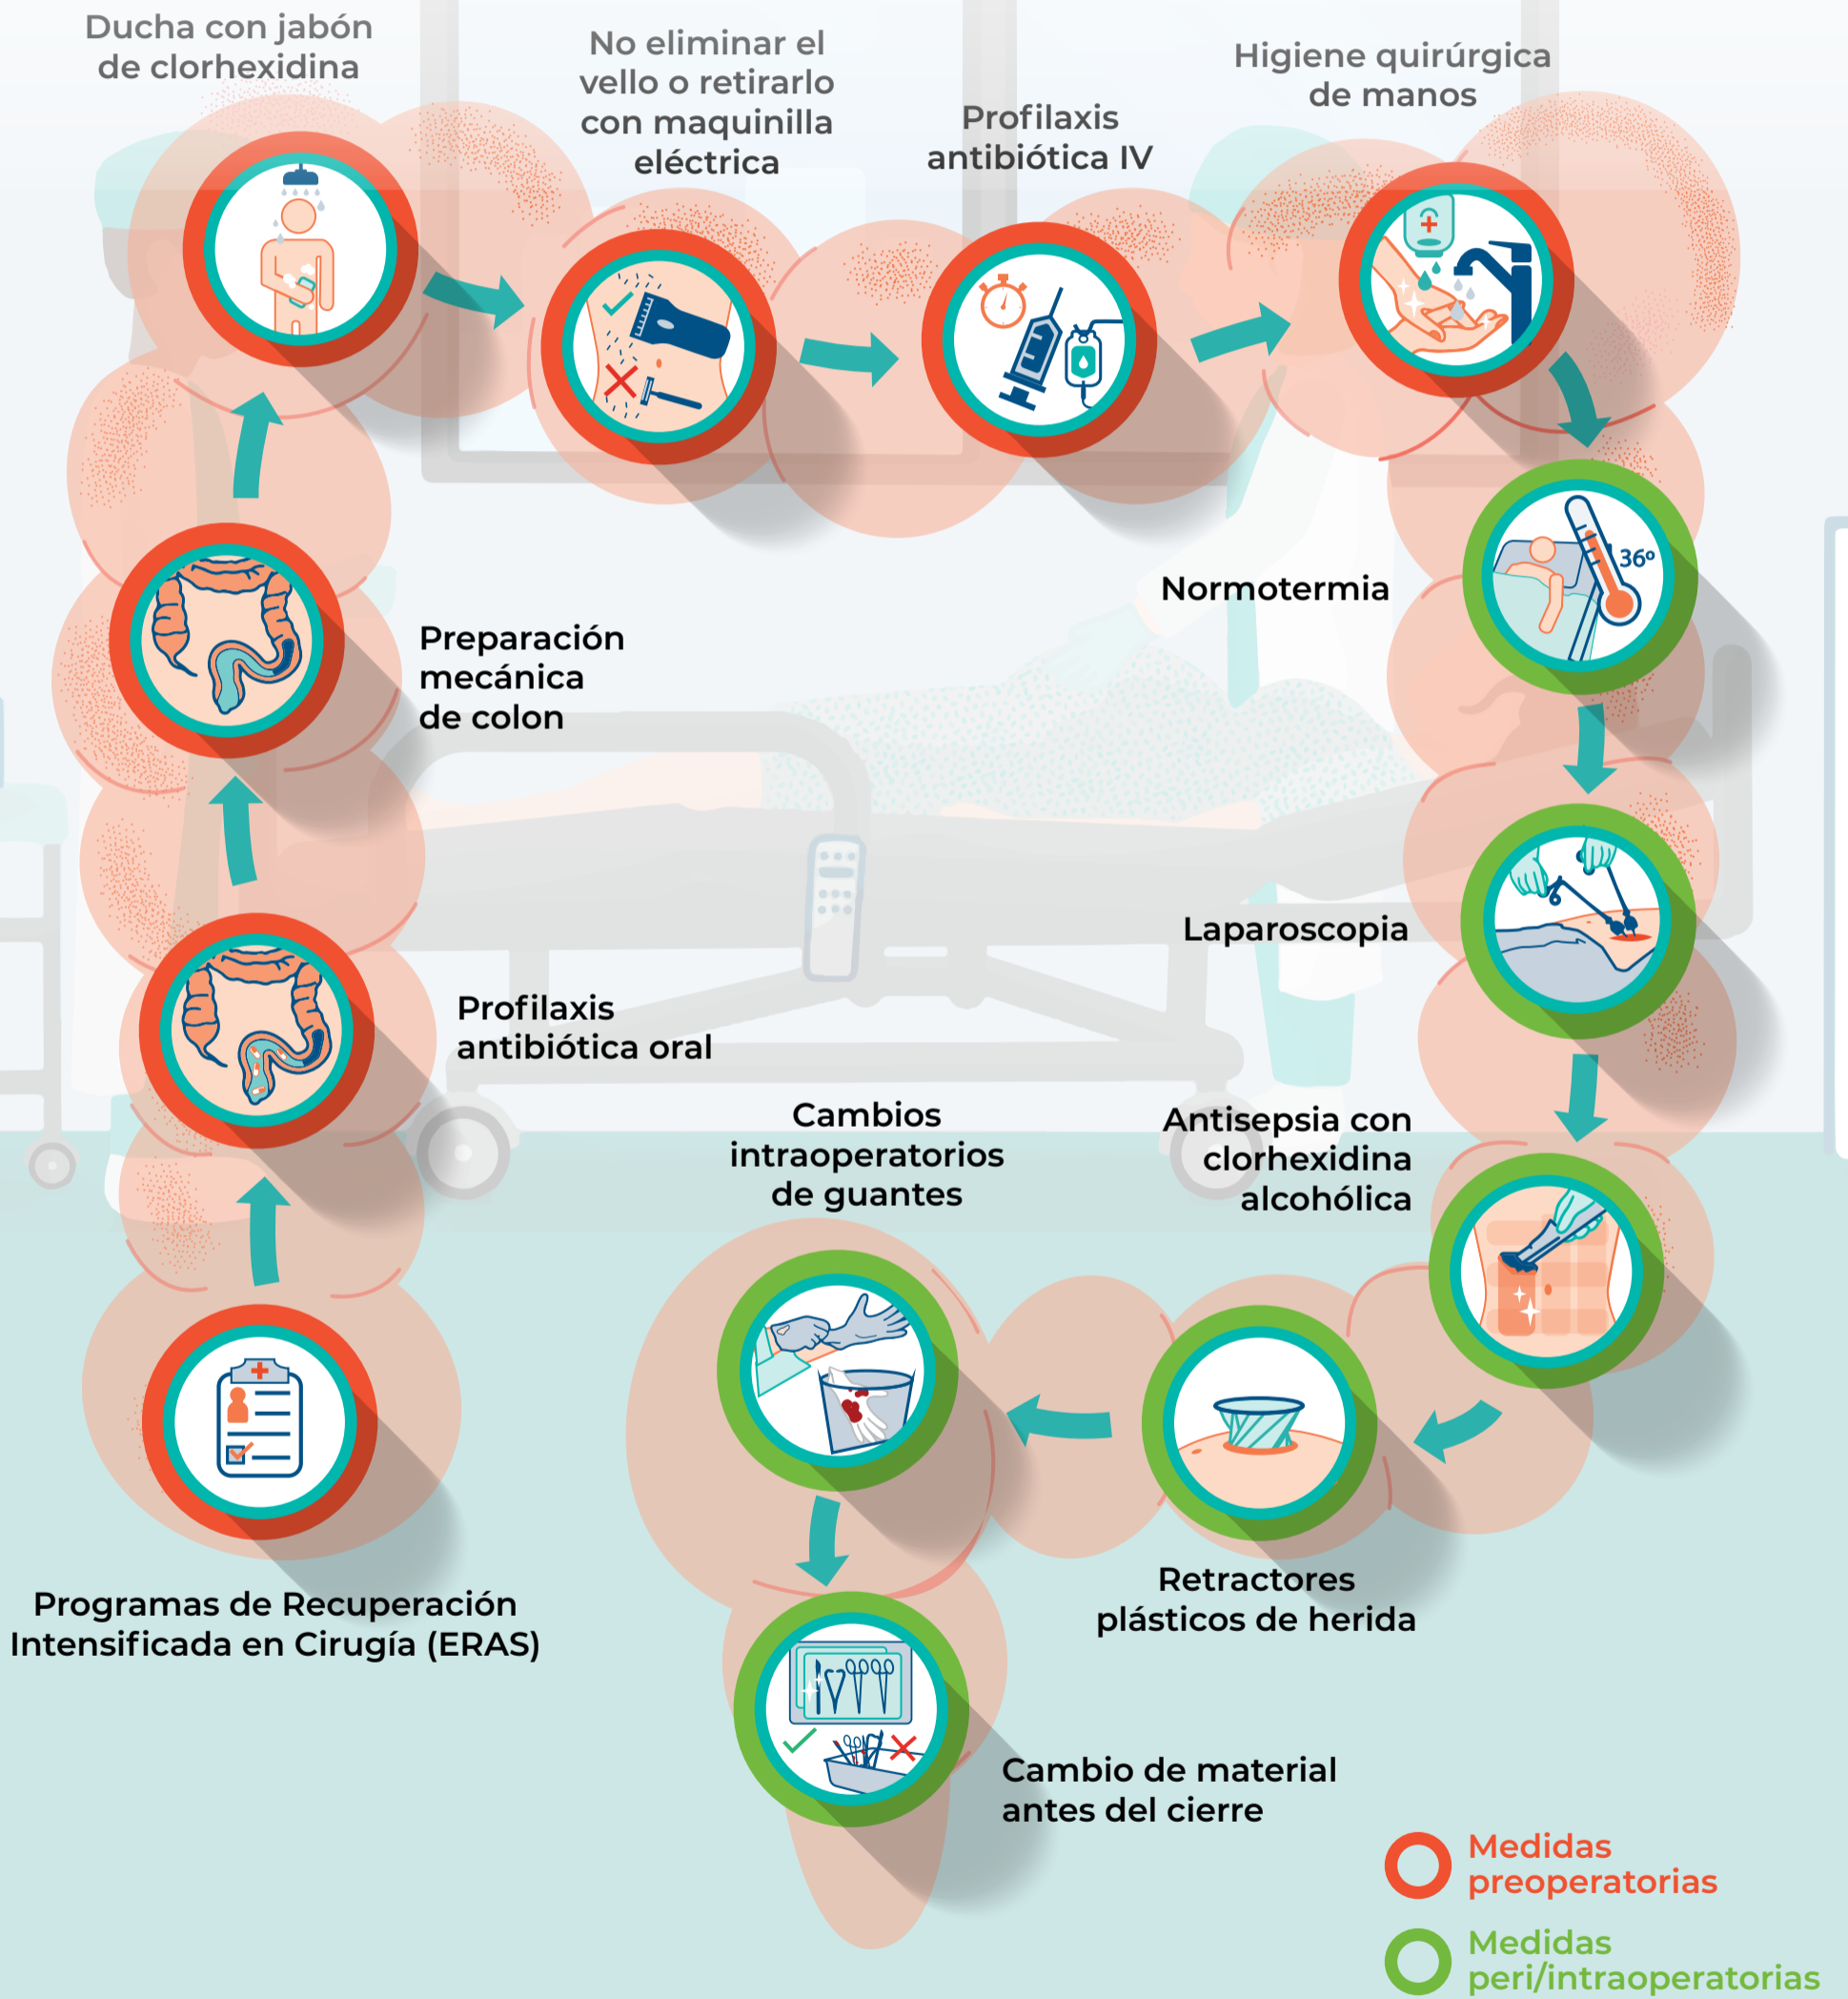 Ducha con jabón
de clorhexidina
No eliminar el
vello o retirarlo
con maquinilla
eléctrica
Profilaxis
antibiótica IV
Higiene quirúrgica
de manos
36º
Normotermia
Preparación
mecánica
de colon
Laparoscopia
Profilaxis
antibiótica oral
Cambios
intraoperatorios
de guantes
Antisepsia con
clorhexidina
alcohólica
Programas de Recuperación
Intensificada en Cirugía (ERAS)
Retractores
plásticos de herida
Cambio de material
antes del cierre
Medidas
preoperatorias
Medidas
peri/intraoperatorias